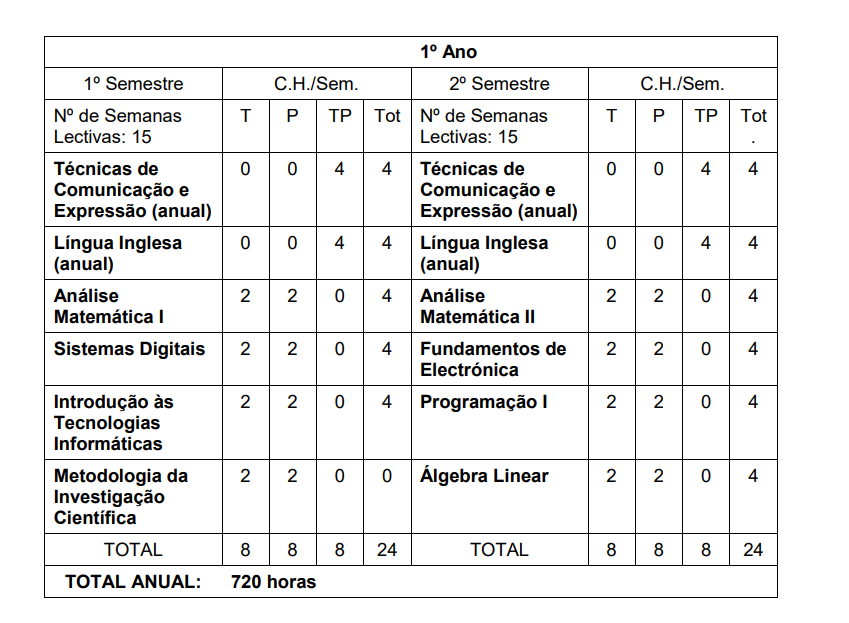 1º Ano
1º Semestre C.H./Sem. 2º Semestre C.H./Sem.
Nº de Semanas Lectivas: 15 T P TP Tot Nº de Semanas Lectivas: 15 T P TP Tot .
Técnicas de Comunicação e Expressão (anual) 0 0 4 4 Técnicas de Comunicação e Expressão (anual) 0 0 4 4
Língua Inglesa (anual) 0 0 4 4 Língua Inglesa (anual) 0 0 4 4
Análise Matemática I 2 2 0 4 Análise Matemática II 2 2 0 4
Sistemas Digitais 2 2 0 4 Fundamentos de Electrónica 2 2 0 4
Introdução às Tecnologias Informáticas 2 2 0 4 Programação I 2 2 0 4
Metodologia da Investigação Científica 2 2 0 0 Álgebra Linear 2 2 0 4
TOTAL 8 8 8 24 TOTAL 8 8 8 24
TOTAL ANUAL: 720 horas